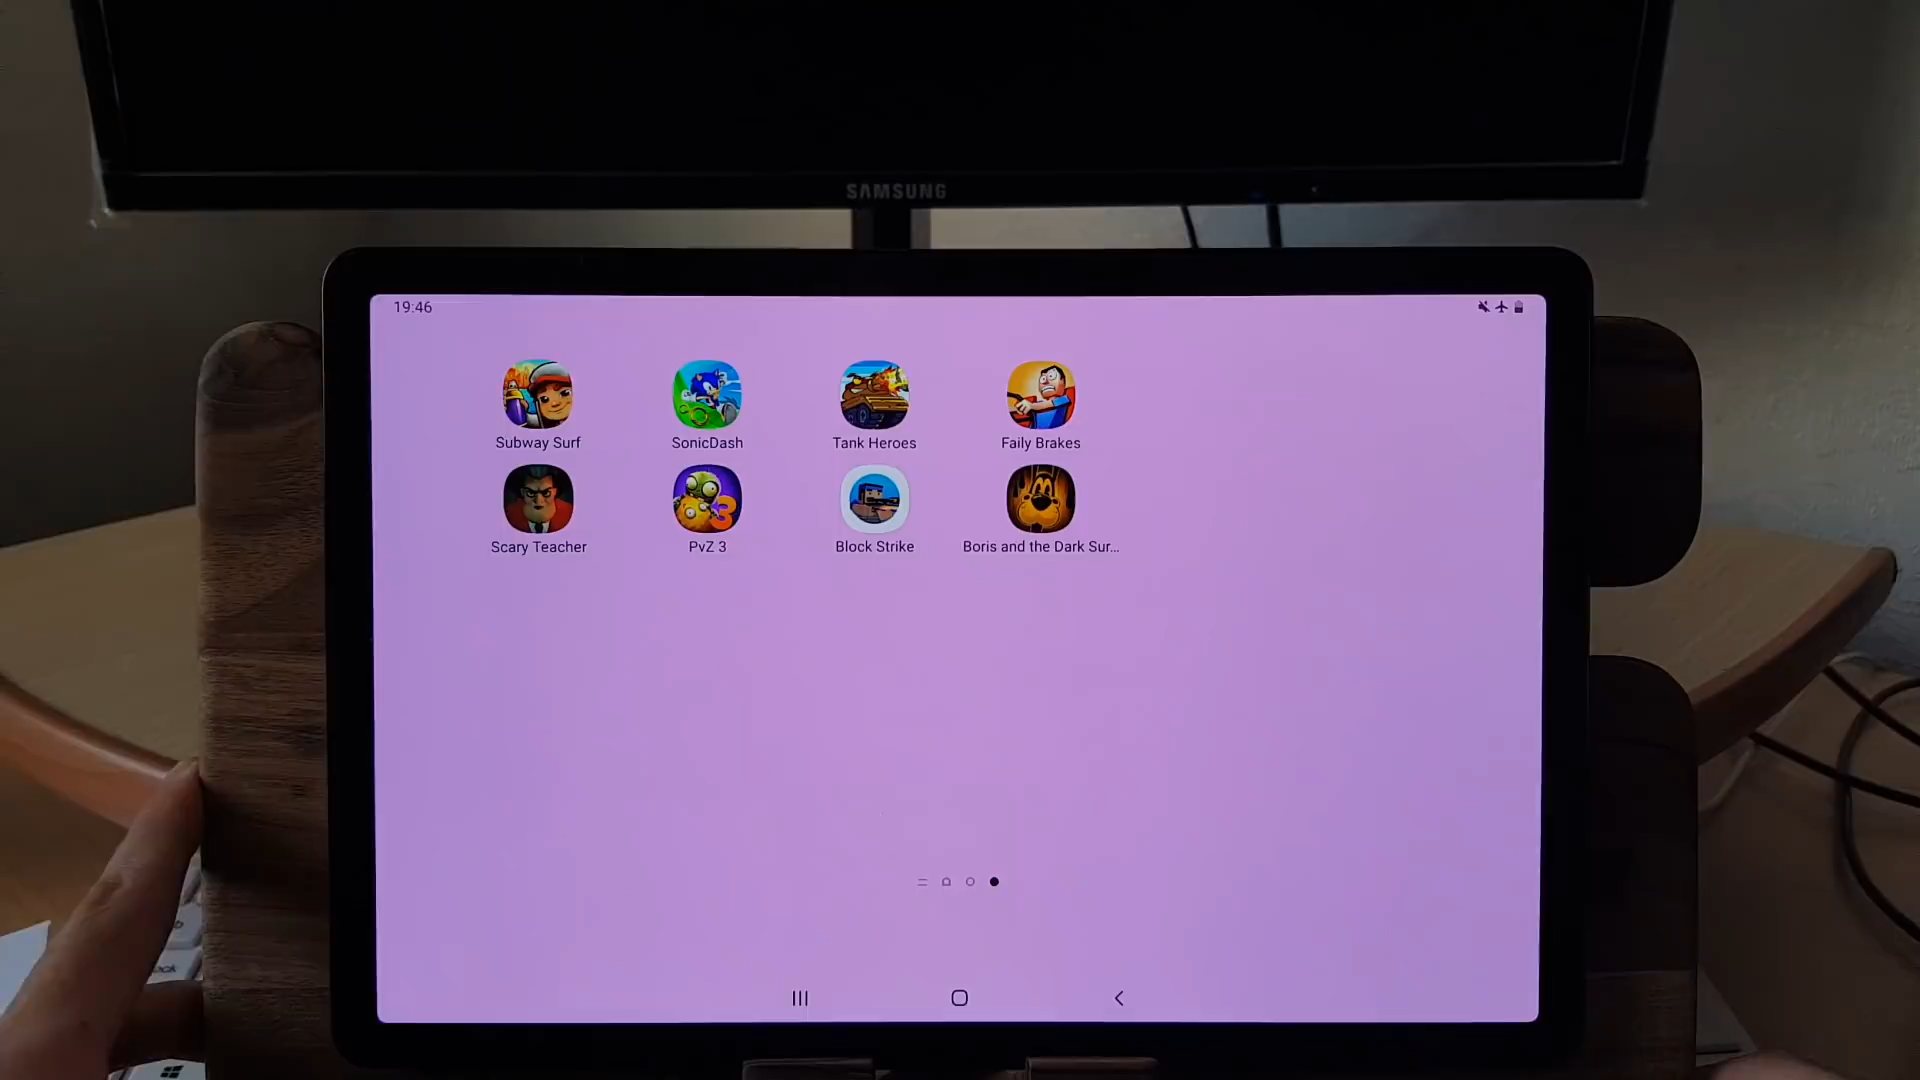 SAMSUNG
19:46
Subway Surf
SonicDash
Tank Heroes
Faily Brakes
3
Scary Teacher
PvZ 3
Block Strike
Boris and the Dark Sur...